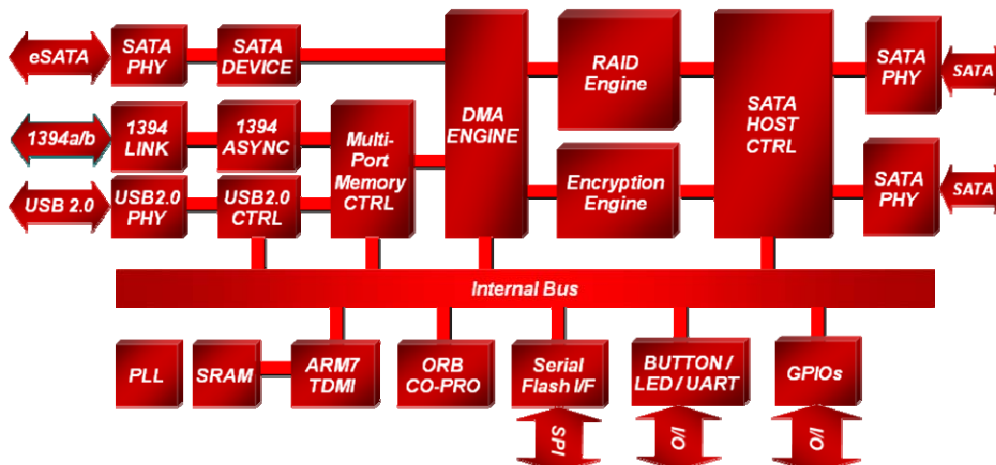 eSATA
SATA
PHY
SATA
DEVICE
DMA
ENGINE
RAID
Engine
SATA
HOST
CTRL
SATA
PHY
SATA
1394a/b
1394
LINK
1394
ASYNC
Multi-
Port
Memory
CTRL
USB 2.0
USB2.0
PHY
USB2.0
CTRL
Encryption
Engine
SATA
PHY
SATA
Internal Bus
PLL
SRAM
ARM7
TDMI
ORB
CO-PRO
Serial
Flash I/F
BUTTON /
LED / UART
GPIOs
SPI
I/O
I/O